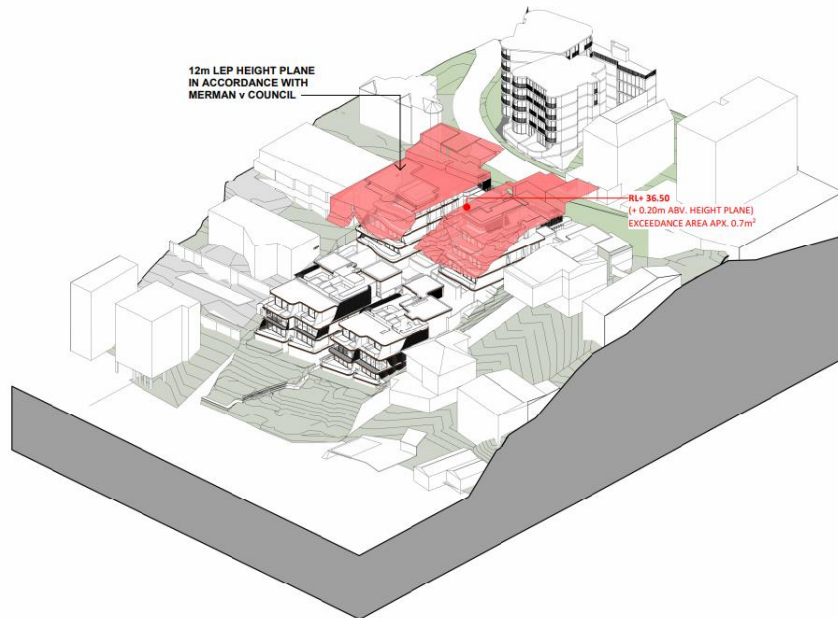 12m LEP HEIGHT PLANE
IN ACCORDANCE WITH
MERMAN v COUNCIL
RL+ 36.50
(+ 0.20m ABV. HEIGHT PLANE)
EXCEEDANCE AREA APX. 0.7m²